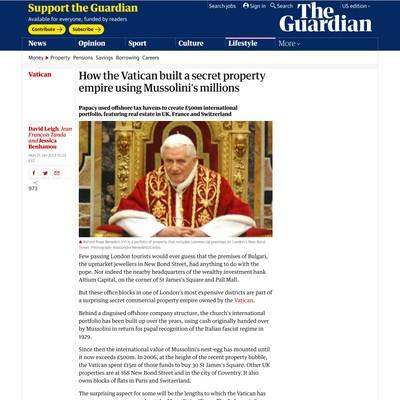 Support the Guardian
Available for everyone, funded by readers
Contribute → Subscribe →
Search jobs Sign in Search US edition
The Guardian
News Opinion Sport Culture Lifestyle More
Money Property Pensions Savings Borrowing Careers
Vatican
How the Vatican built a secret property
empire using Mussolini's millions
Papacy used offshore tax havens to create £500m international
portfolio, featuring real estate in UK, France and Switzerland
David Leigh, Jean
François Tanda
and Jessica
Benhamou
Mon 21 Jan 2013
EST
973
Behind Pope Benedict XVI is a porfolio of property that includes commercial premises on London's New Bond
Street. Photograph: Alessandra Benedetti/Corbis
Few passing London tourists would ever guess that the premises of Bulgari,
the upmarket jewellers in New Bond Street, had anything to do with the
pope. Nor indeed the nearby headquarters of the wealthy investment bank
Altium Capital, on the corner of St James's Square and Pall Mall.
But these office blocks in one of London's most expensive districts are part of
a surprising secret commercial property empire owned by the Vatican.
Behind a disguised offshore company structure, the church's international
portfolio has been built up over the years, using cash originally handed over
by Mussolini in return for papal recognition of the Italian fascist regime in
1929.
Since then the international value of Mussolini's nest-egg has mounted until
it now exceeds £500m. In 2006, at the height of the recent property bubble,
the Vatican spent £15m of those funds to buy 30 St James's Square. Other UK
properties are at 168 New Bond Street and in the city of Coventry. It also
owns blocks of flats in Paris and Switzerland.
The surprising aspect for some will be the lengths to which the Vatican has